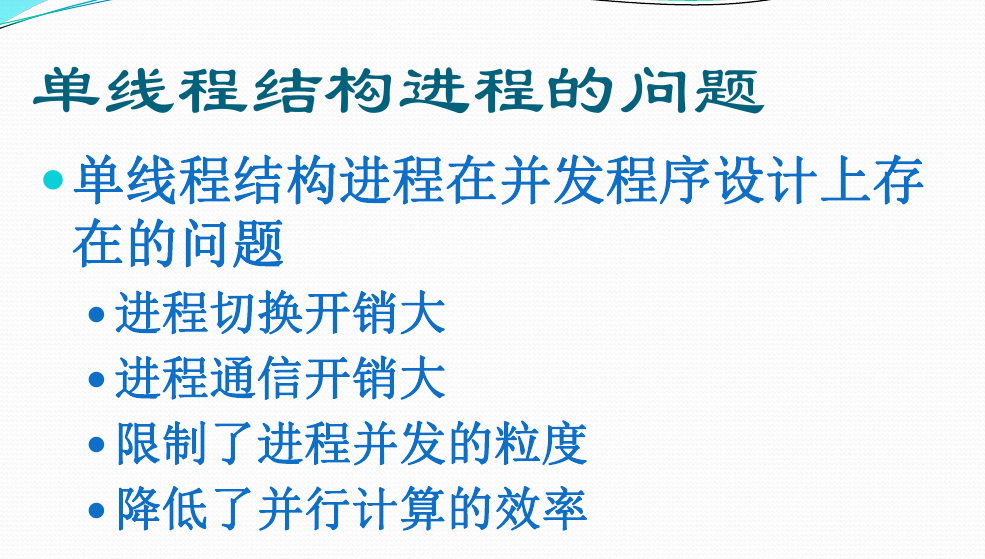 单线程结构进程的问题
•单线程结构进程在并发程序设计上存
在的问题
•进程切换开销大
•进程通信开销大
•限制了进程并发的粒度
•降低了并行计算的效率